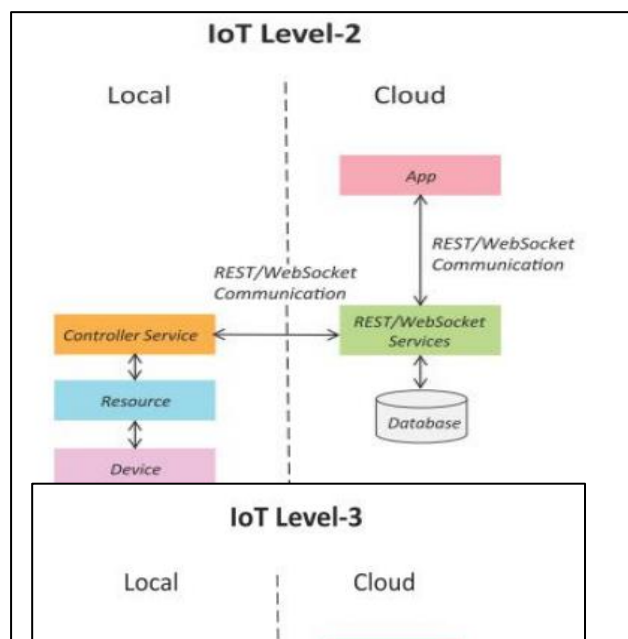 IoT Level-2
Local
Cloud
App
REST/WebSocket
Communication
REST/WebSocket
Communication
Controller Service
REST/WebSocket
Services
Resource
Database
Device
IoT Level-3
Local
Cloud